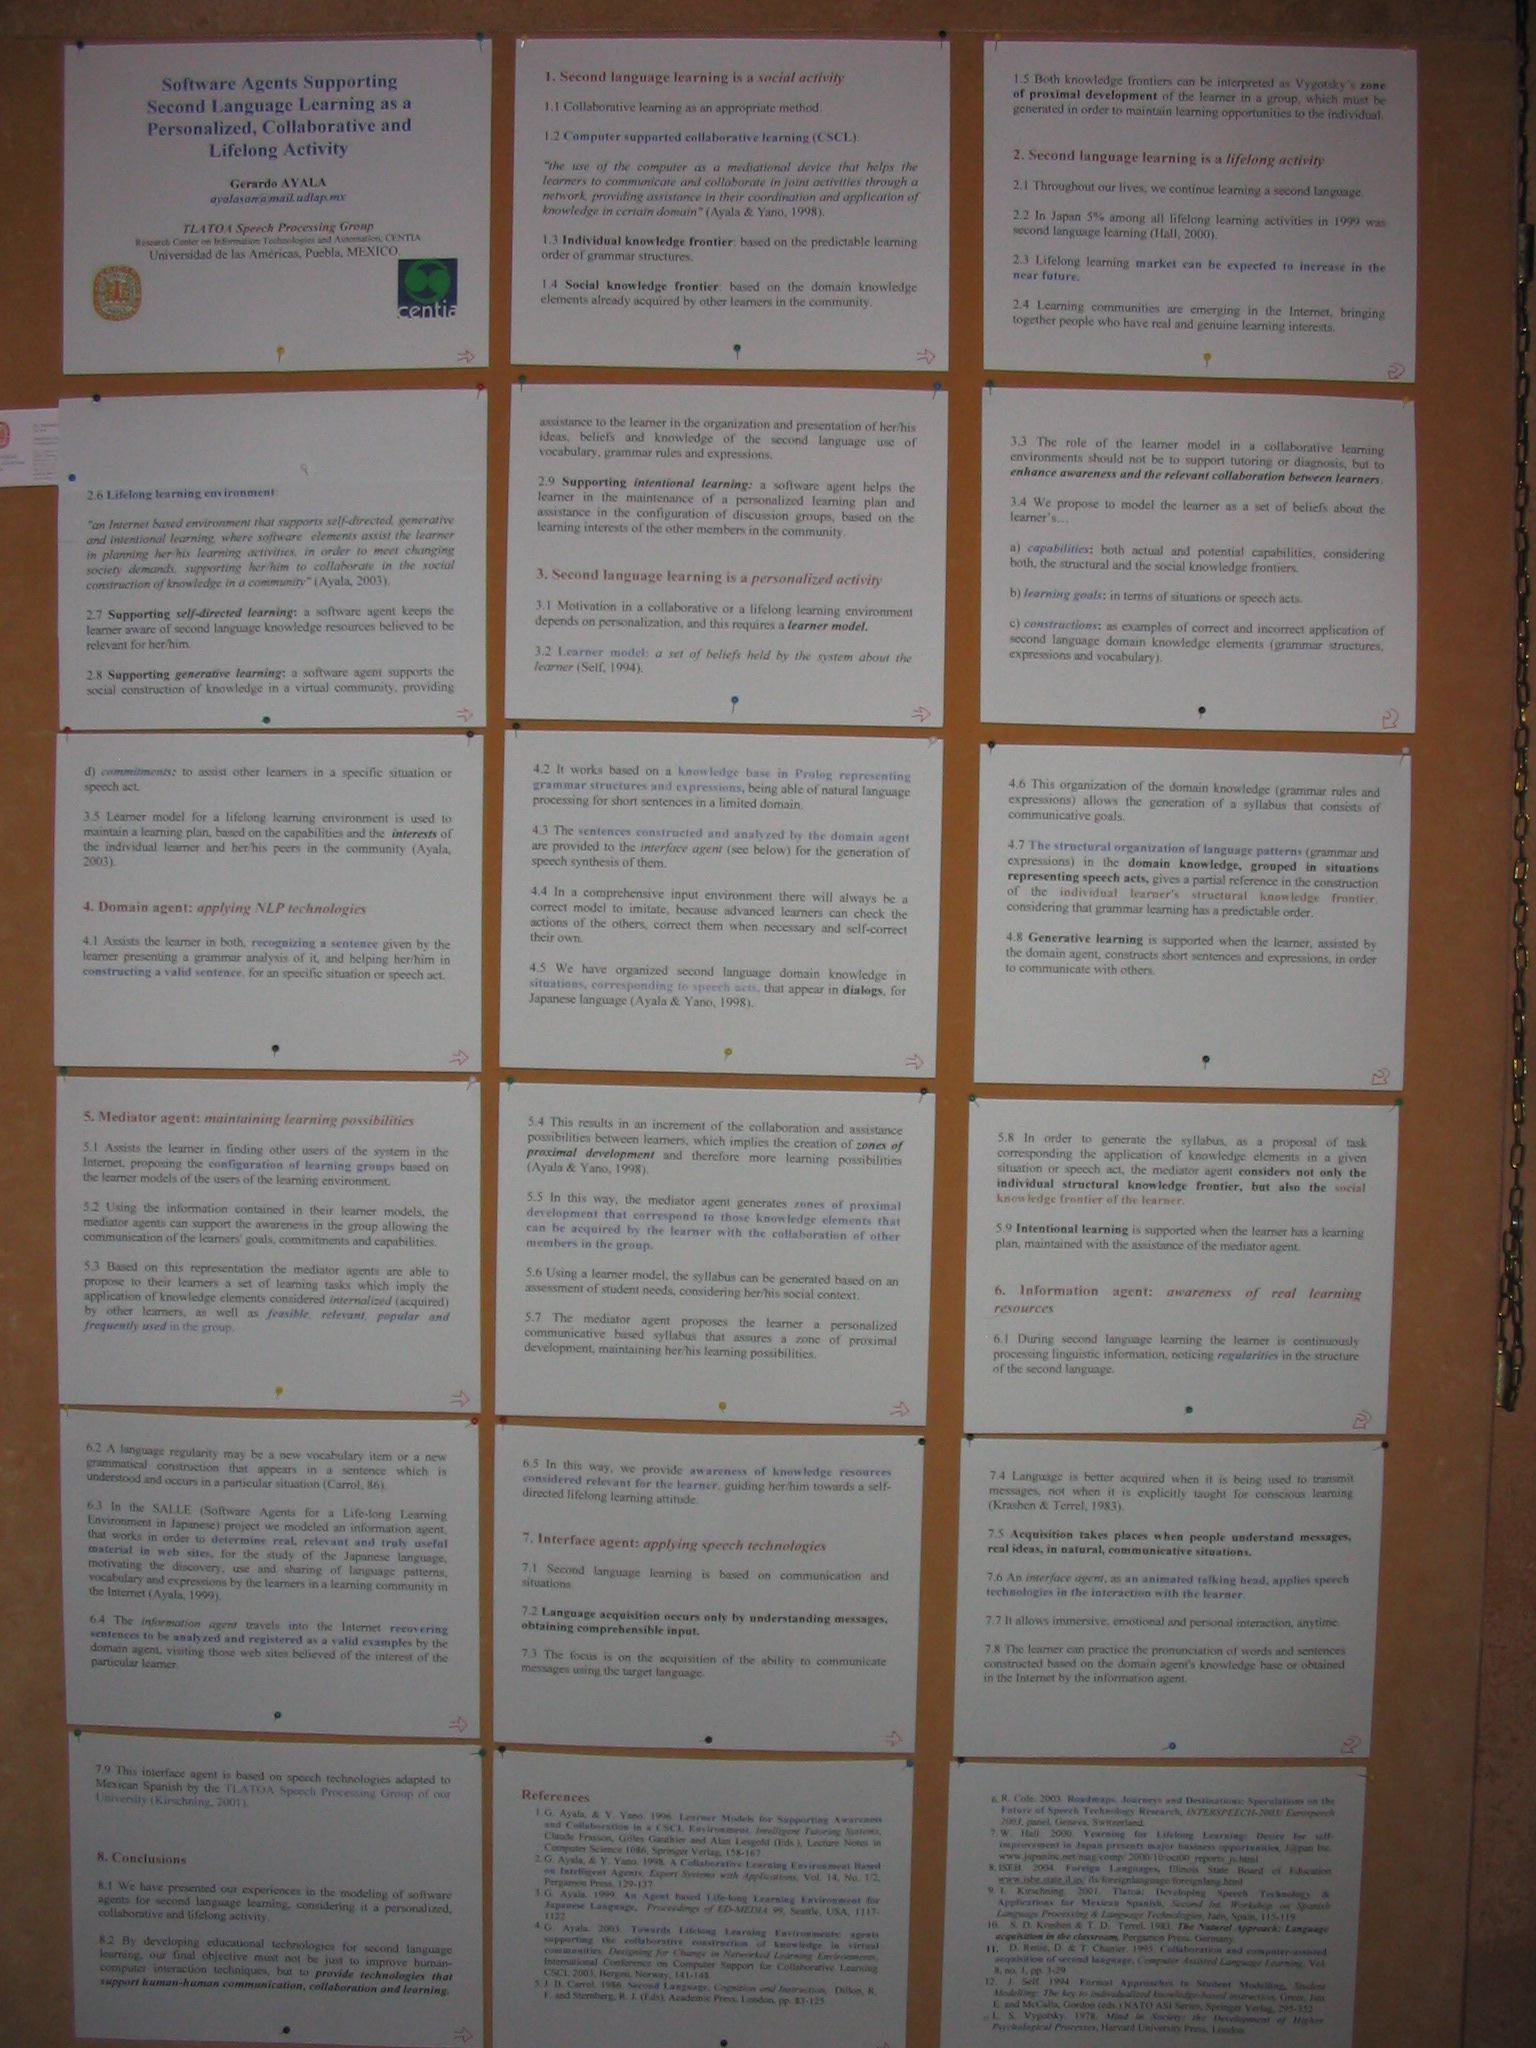 Software Agents Supporting
Second Language Learning as a
Personalized, Collaborative and
Lifelong Activity
Gerardo AYALA
ayalasan@mail.udlap.mx
TLATOA Speech Processing Group
Research Center on Information Technologies and Automation, CENTIA
Universidad de las Américas, Puebla, MEXICO.
centia
1. Second language learning is a social activity
1.1 Collaborative learning as an appropriate method.
1.2 Computer supported collaborative learning (CSCL):
"the use of the computer as a mediational device that helps the
learners to communicate and collaborate in joint activities through a
network, providing assistance in their coordination and application of
knowledge in certain domain" (Ayala & Yano, 1998).
1.3 Individual knowledge frontier: based on the predictable learning
order of grammar structures.
1.4 Social knowledge frontier: based on the domain knowledge
elements already acquired by other learners in the community.
1.5 Both knowledge frontiers can be interpreted as Vygotsky's zone
of proximal development of the learner in a group, which must be
generated in order to maintain learning opportunities to the individual.
2. Second language learning is a lifelong activity
2.1 Throughout our lives, we continue learning a second language.
2.2 In Japan 5% among all lifelong learning activities in 1999 was
second language learning (Hall, 2000).
2.3 Lifelong learning market can be expected to increase in the
near future.
2.4 Learning communities are emerging in the Internet, bringing
together people who have real and genuine learning interests.
2.6 Lifelong learning environment:
"an Internet based environment that supports self-directed, generative
and intentional learning, where software elements assist the learner
in planning her/his learning activities, in order to meet changing
society demands, supporting her/him to collaborate in the social
construction of knowledge in a community" (Ayala, 2003).
2.7 Supporting self-directed learning: a software agent keeps the
learner aware of second language knowledge resources believed to be
relevant for her/him.
2.8 Supporting generative learning: a software agent supports the
social construction of knowledge in a virtual community, providing
assistance to the learner in the organization and presentation of her/his
ideas, beliefs and knowledge of the second language use of
vocabulary, grammar rules and expressions.
2.9 Supporting intentional learning: a software agent helps the
learner in the maintenance of a personalized learning plan and
assistance in the configuration of discussion groups, based on the
learning interests of the other members in the community.
3. Second language learning is a personalized activity
3.1 Motivation in a collaborative or a lifelong learning environment
depends on personalization, and this requires a learner model.
3.2 Learner model: a set of beliefs held by the system about the
learner (Self, 1994).
3.3 The role of the learner model in a collaborative learning
environments should not be to support tutoring or diagnosis, but to
enhance awareness and the relevant collaboration between learners.
3.4 We propose to model the learner as a set of beliefs about the
learner's…
a) capabilities: both actual and potential capabilities, considering
both, the structural and the social knowledge frontiers.
b) learning goals: in terms of situations or speech acts.
c) constructions: as examples of correct and incorrect application of
second language domain knowledge elements (grammar structures,
expressions and vocabulary).
d) commitments: to assist other learners in a specific situation or
speech act.
3.5 Learner model for a lifelong learning environment is used to
maintain a learning plan, based on the capabilities and the interests of
the individual learner and her/his peers in the community (Ayala,
2003).
4. Domain agent: applying NLP technologies
4.1 Assists the learner in both, recognizing a sentence given by the
learner presenting a grammar analysis of it, and helping her/him in
constructing a valid sentence, for an specific situation or speech act.
4.2 It works based on a knowledge base in Prolog representing
grammar structures and expressions, being able of natural language
processing for short sentences in a limited domain.
4.3 The sentences constructed and analyzed by the domain agent
are provided to the interface agent (see below) for the generation of
speech synthesis of them.
4.4 In a comprehensive input environment there will always be a
correct model to imitate, because advanced learners can check the
actions of the others, correct them when necessary and self-correct
their own.
4.5 We have organized second language domain knowledge in
situations, corresponding to speech acts, that appear in dialogs, for
Japanese language (Ayala & Yano, 1998).
4.6 This organization of the domain knowledge (grammar rules and
expressions) allows the generation of a syllabus that consists of
communicative goals.
4.7 The structural organization of language patterns (grammar and
expressions) in the domain knowledge, grouped in situations
representing speech acts, gives a partial reference in the construction
of the individual learner's structural knowledge frontier,
considering that grammar learning has a predictable order.
4.8 Generative learning is supported when the learner, assisted by
the domain agent, constructs short sentences and expressions, in order
to communicate with others.
5. Mediator agent: maintaining learning possibilities
5.1 Assists the learner in finding other users of the system in the
Internet, proposing the configuration of learning groups based on
the learner models of the users of the learning environment.
5.2 Using the information contained in their learner models, the
mediator agents can support the awareness in the group allowing the
communication of the learners' goals, commitments and capabilities.
5.3 Based on this representation the mediator agents are able to
propose to their learners a set of learning tasks which imply the
application of knowledge elements considered internalized (acquired)
by other learners, as well as feasible, relevant, popular and
frequently used in the group.
5.4 This results in an increment of the collaboration and assistance
possibilities between learners, which implies the creation of zones of
proximal development and therefore more learning possibilities
(Ayala & Yano, 1998).
5.5 In this way, the mediator agent generates zones of proximal
development that correspond to those knowledge elements that
can be acquired by the learner with the collaboration of other
members in the group.
5.6 Using a learner model, the syllabus can be generated based on an
assessment of student needs, considering her/his social context.
5.7 The mediator agent proposes the learner a personalized
communicative based syllabus that assures a zone of proximal
development, maintaining her/his learning possibilities.
5.8 In order to generate the syllabus, as a proposal of task
corresponding the application of knowledge elements in a given
situation or speech act, the mediator agent considers not only the
individual structural knowledge frontier, but also the social
knowledge frontier of the learner.
5.9 Intentional learning is supported when the learner has a learning
plan, maintained with the assistance of the mediator agent.
6. Information agent: awareness of real learning
resources
6.1 During second language learning the learner is continuously
processing linguistic information, noticing regularities in the structure
of the second language.
6.2 A language regularity may be a new vocabulary item or a new
grammatical construction that appears in a sentence which is
understood and occurs in a particular situation (Carrol, 86).
6.3 In the SALLE (Software Agents for a Life-long Learning
Environment in Japanese) project we modeled an information agent,
that works in order to determine real, relevant and truly useful
material in web sites, for the study of the Japanese language,
motivating the discovery, use and sharing of language patterns,
vocabulary and expressions by the learners in a learning community in
the Internet (Ayala, 1999).
6.4 The information agent travels into the Internet recovering
sentences to be analyzed and registered as a valid examples by the
domain agent, visiting those web sites believed of the interest of the
particular learner.
6.5 In this way, we provide awareness of knowledge resources
considered relevant for the learner, guiding her/him towards a self-
directed lifelong learning attitude.
7. Interface agent: applying speech technologies
7.1 Second language learning is based on communication and
situations.
7.2 Language acquisition occurs only by understanding messages,
obtaining comprehensible input.
7.3 The focus is on the acquisition of the ability to communicate
messages using the target language.
7.4 Language is better acquired when it is being used to transmit
messages, not when it is explicitly taught for conscious learning
(Krashen & Terrel, 1983).
7.5 Acquisition takes places when people understand messages,
real ideas, in natural, communicative situations.
7.6 An interface agent, as an animated talking head, applies speech
technologies in the interaction with the learner.
7.7 It allows immersive, emotional and personal interaction, anytime.
7.8 The learner can practice the pronunciation of words and sentences
constructed based on the domain agent's knowledge base or obtained
in the Internet by the information agent.
7.9 This interface agent is based on speech technologies adapted to
Mexican Spanish by the TLATOA Speech Processing Group of our
University (Kirschning, 2001).
8. Conclusions
8.1 We have presented our experiences in the modeling of software
agents for second language learning, considering it a personalized,
collaborative and lifelong activity.
8.2 By developing educational technologies for second language
learning, our final objective must not be just to improve human-
computer interaction techniques, but to provide technologies that
support human-human communication, collaboration and learning.
References
1. G. Ayala, & Y. Yano. 1996. Learner Models for Supporting Awareness
and Collaboration in a CSCL Environment. Intelligent Tutoring Systems,
Claude Frasson, Gilles Gauthier and Alan Lesgold (Eds.), Lecture Notes in
Computer Science 1086, Springer Verlag, 158-167
2. G. Ayala, & Y. Yano. 1998. A Collaborative Learning Environment Based
on Intelligent Agents, Expert Systems with Applications, Vol. 14, No. 1/2,
Pergamon Press, 129-137
3. G. Ayala. 1999. An Agent based Life-long Learning Environment for
Japanese Language, Proceedings of ED-MEDIA 99, Seattle, USA, 1117-
1122
4. G. Ayala. 2003. Towards Lifelong Learning Environments: agents
supporting the collaborative construction of knowledge in virtual
communities. Designing for Change in Networked Learning Environments,
International Conference on Computer Support for Collaborative Learning
CSCL 2003, Bergen, Norway, 141-148
5. J. B. Carrol. 1986. Second Language, Cognition and Instruction, Dillon, R.
F. and Sternberg, R. J. (Eds), Academic Press, London, pp. 83-125
6. R. Cole. 2003. Roadmaps, Journeys and Destinations: Speculations on the
Future of Speech Technology Research, INTERSPEECH-2003/Eurospeech
2003, panel, Geneva, Switzerland.
7. W. Hall. 2000. Yearning for Lifelong Learning: Desire for self-
improvement in Japan presents major business opportunities, J@pan Inc.
8. ISEB. 2004. Foreign Languages, Illinois State Board of Education
9. I. Kirschning. 2001. Tlatoa: Developing Speech Technology &
Applications for Mexican Spanish, Second Int. Workshop on Spanish
Language Processing & Language Technologies, Jaén, Spain, 115-119
10. S. D. Krashen & T. D. Terrel. 1983. The Natural Approach: Language
acquisition in the classroom, Pergamon Press, Germany.
11. D. Renié, D. & T. Chanier. 1995. Collaboration and computer-assisted
acquisition of second language, Computer Assisted Language Learning, Vol.
8, no. 1, pp. 3-29
12. J. Self. 1994. Formal Approaches to Student Modelling, Student
Modelling: The key to individualized knowledge-based instruction, Greer, Jim
E. and McCalla, Gordon (eds.) NATO ASI Series, Springer Verlag, 295-352
L. S. Vygotsky. 1978. Mind in Society: the Development of Higher
Psychological Processes, Harvard University Press, London.